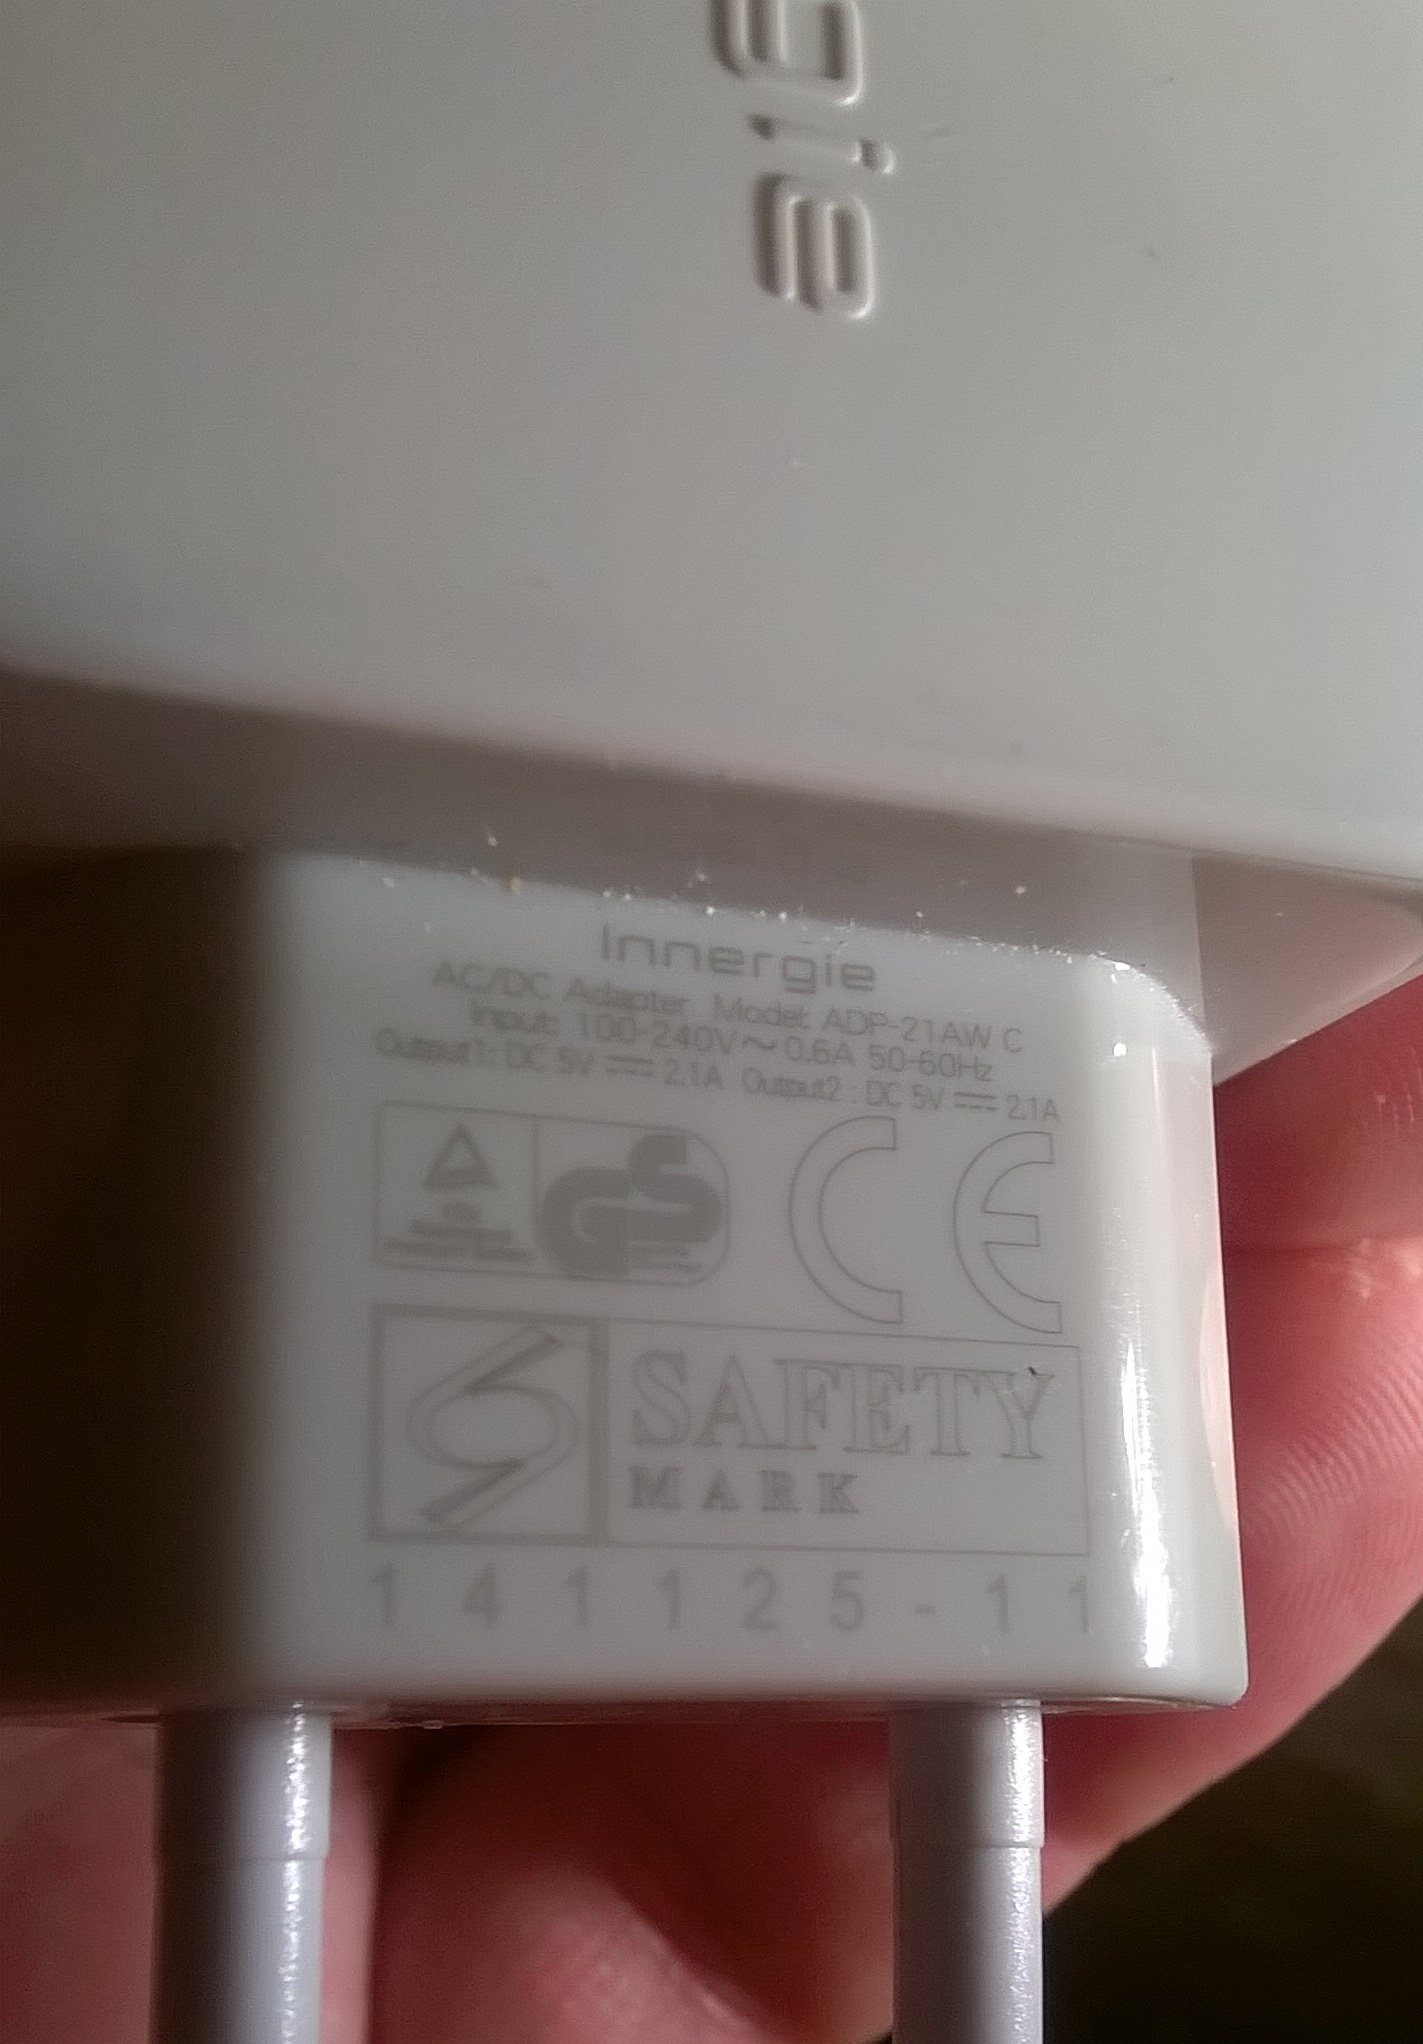 gie
Innergie
AC/DC Adapter Model: ADP-21AW C
Input: 100-240V~ 0.6A 50-60Hz
Output1: DC 5V ⎓ 2.1A Output2 : DC 5V ⎓ 2.1A
GS CE
SAFETY
MARK
141125-11